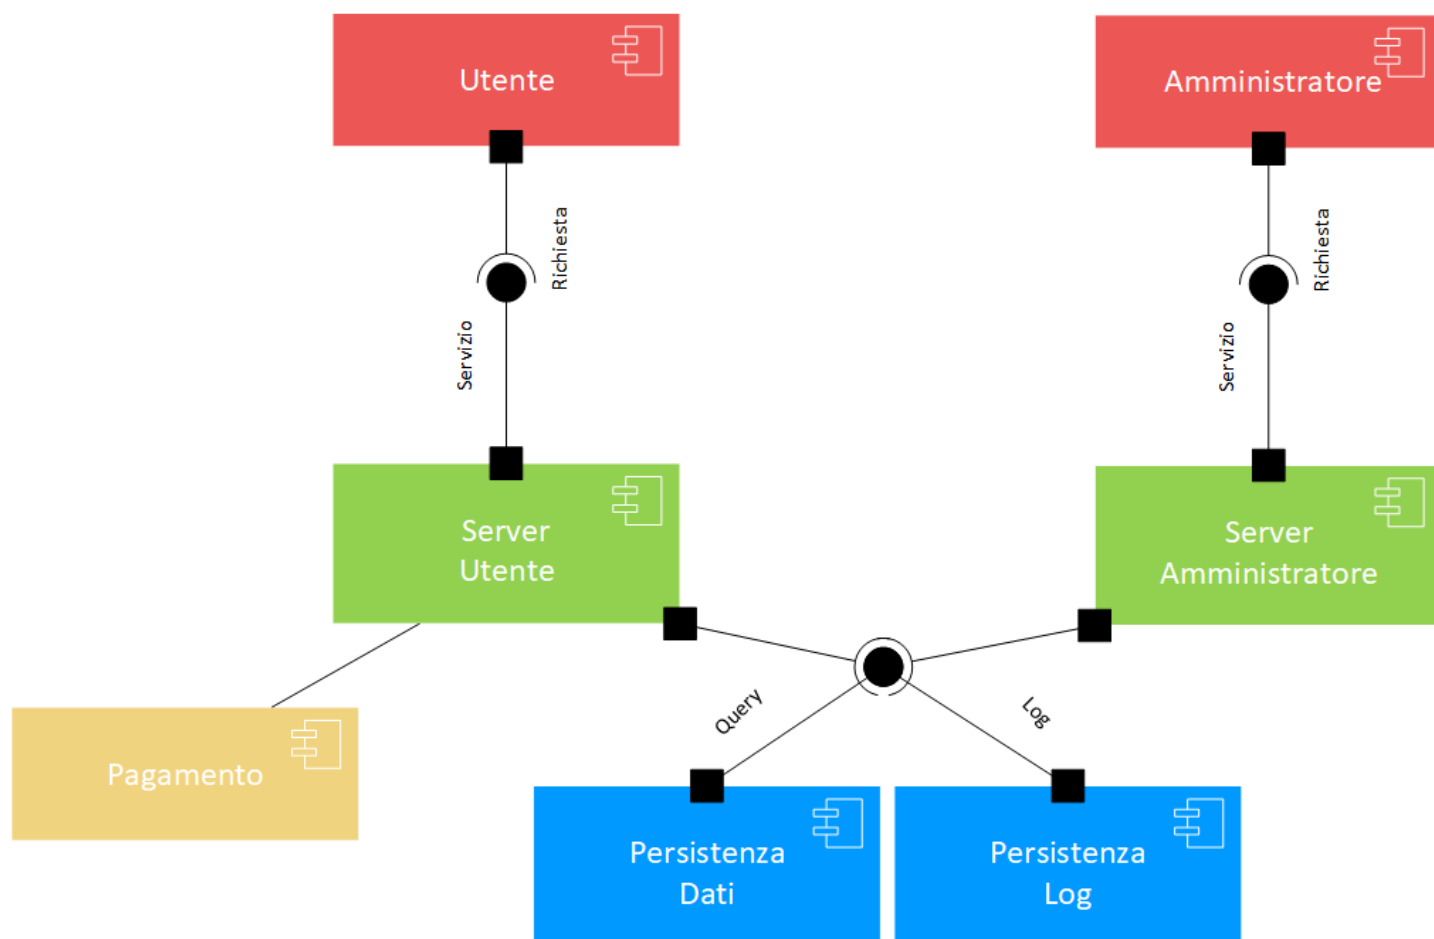 Utente
Amministratore
Richiesta
Richiesta
Servizio
Servizio
Server
Utente
Server
Amministratore
Query
Log
Pagamento
Persistenza
Dati
Persistenza
Log